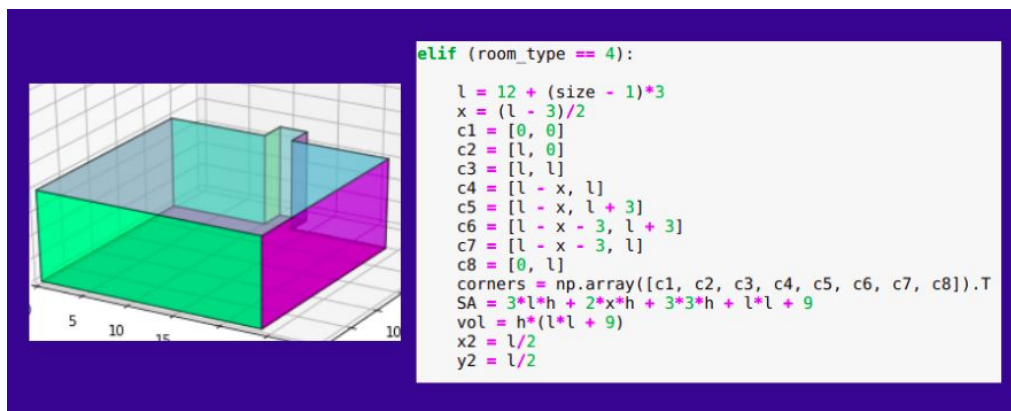 5
10
15
10
elif (room_type == 4):
l = 12 + (size - 1)*3
x = (l - 3)/2
c1 = [0, 0]
c2 = [l, 0]
c3 = [l, l]
c4 = [l - x, l]
c5 = [l - x, l + 3]
c6 = [l - x - 3, l + 3]
c7 = [l - x - 3, l]
c8 = [0, l]
corners = np.array([c1, c2, c3, c4, c5, c6, c7, c8]).T
SA = 3*l*h + 2*x*h + 3*3*h + l*l + 9
vol = h*(l*l + 9)
x2 = l/2
y2 = l/2